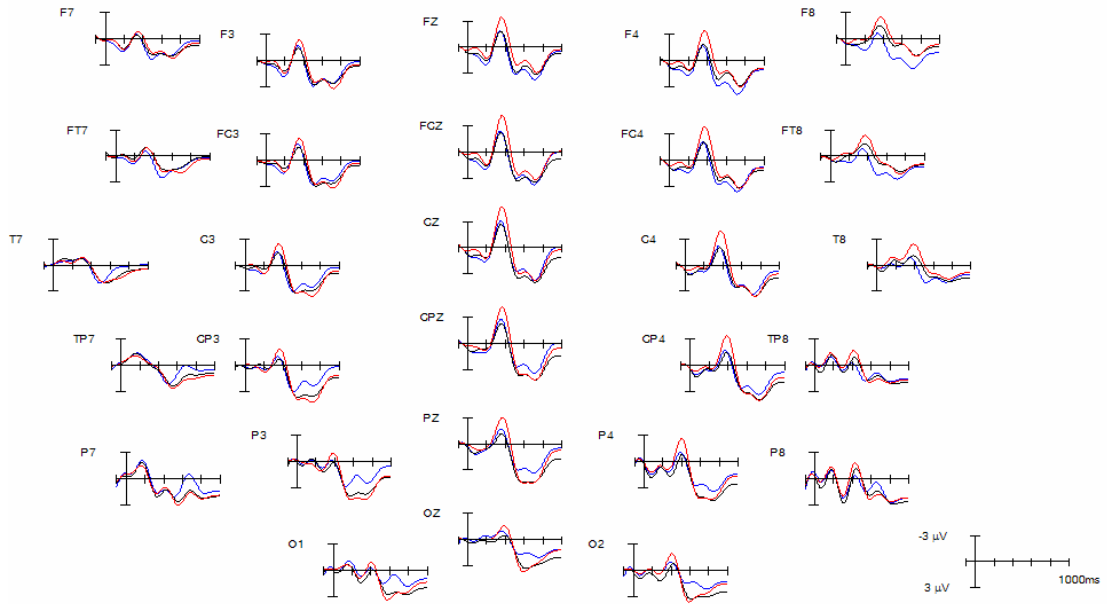 F7 F3 FZ F4 F8
FT7 FC3 FCZ FC4 FT8
T7 C3 CZ C4 T8
TP7 CP3 CPZ CP4 TP8
P7 P3 PZ P4 P8
O1 OZ O2
-3 µV
3 µV
1000ms